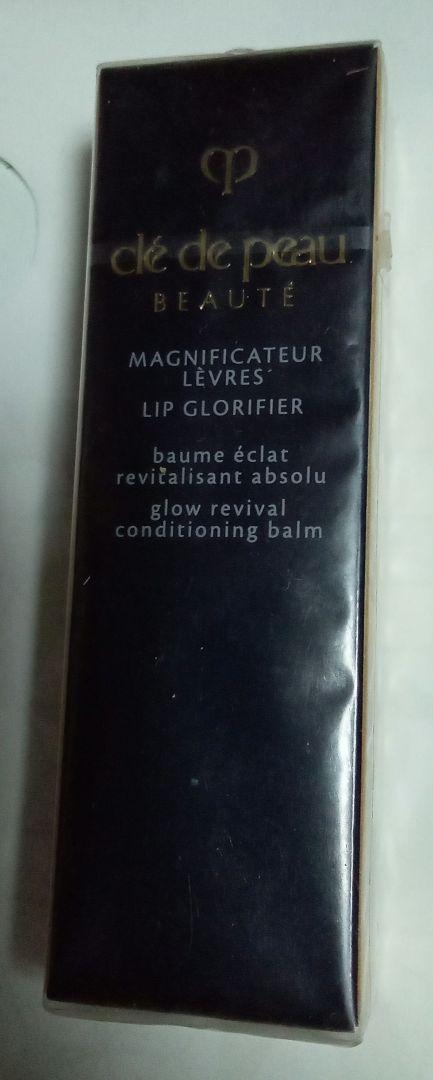 clé de peau
BEAUTÉ
MAGNIFICATEUR
LÈVRES
LIP GLORIFIER
baume éclat
revitalisant absolu
glow revival
conditioning balm